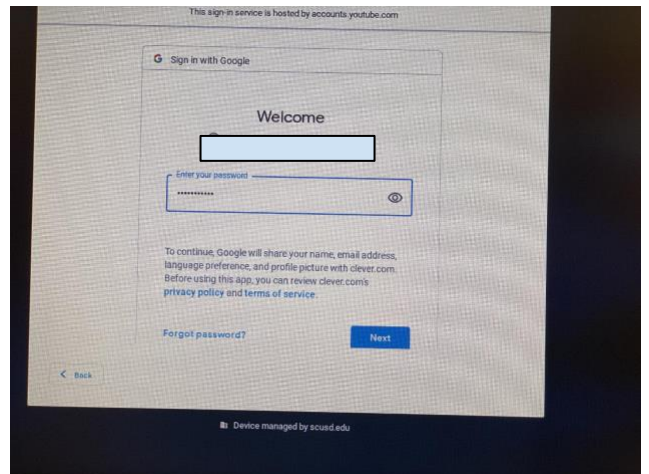 This sign-in service is hosted by accounts.youtube.com
G Sign in with Google
Welcome
Enter your password
•••••••••••
To continue, Google will share your name, email address,
language preference, and profile picture with clever.com.
Before using this app, you can review clever.com's
privacy policy and terms of service.
Forgot password?
Next
< Back
Device managed by scusd.edu